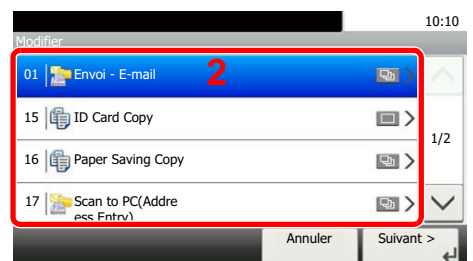 10:10
Modifier
01 Envoi - E-mail 2
15 ID Card Copy
16 Paper Saving Copy
1/2
17 Scan to PC(Addre
ess Entry)
Annuler Suivant >